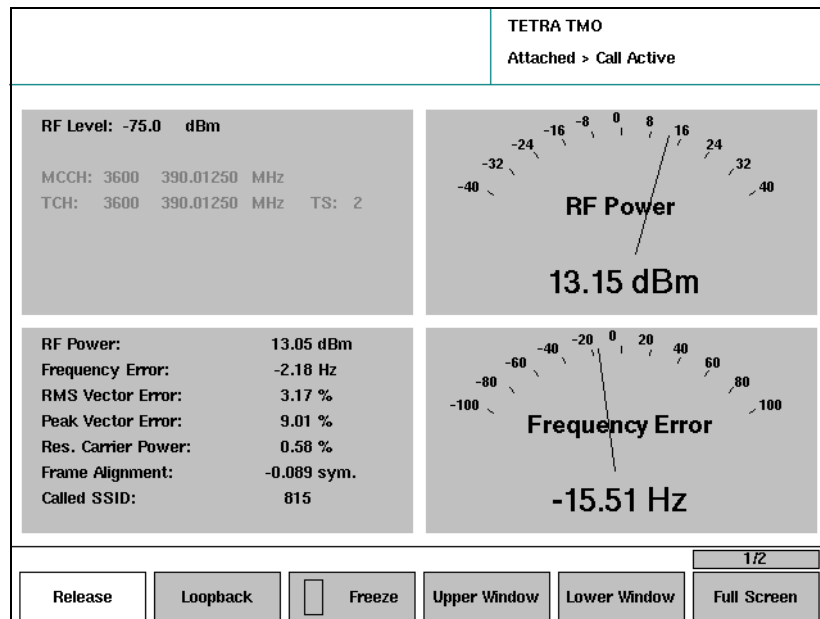 TETRA TMO
Attached > Call Active
RF Level: -75.0 dBm
MCCH: 3600 390.01250 MHz
TCH: 3600 390.01250 MHz TS: 2
-40 -32 -24 -16 -8 0 8 16 24 32 40
RF Power
13.15 dBm
RF Power: 13.05 dBm
Frequency Error: -2.18 Hz
RMS Vector Error: 3.17 %
Peak Vector Error: 9.01 %
Res. Carrier Power: 0.58 %
Frame Alignment: -0.089 sym.
Called SSID: 815
-100 -80 -60 -40 -20 0 20 40 60 80 100
Frequency Error
-15.51 Hz
1/2
Release Loopback Freeze Upper Window Lower Window Full Screen